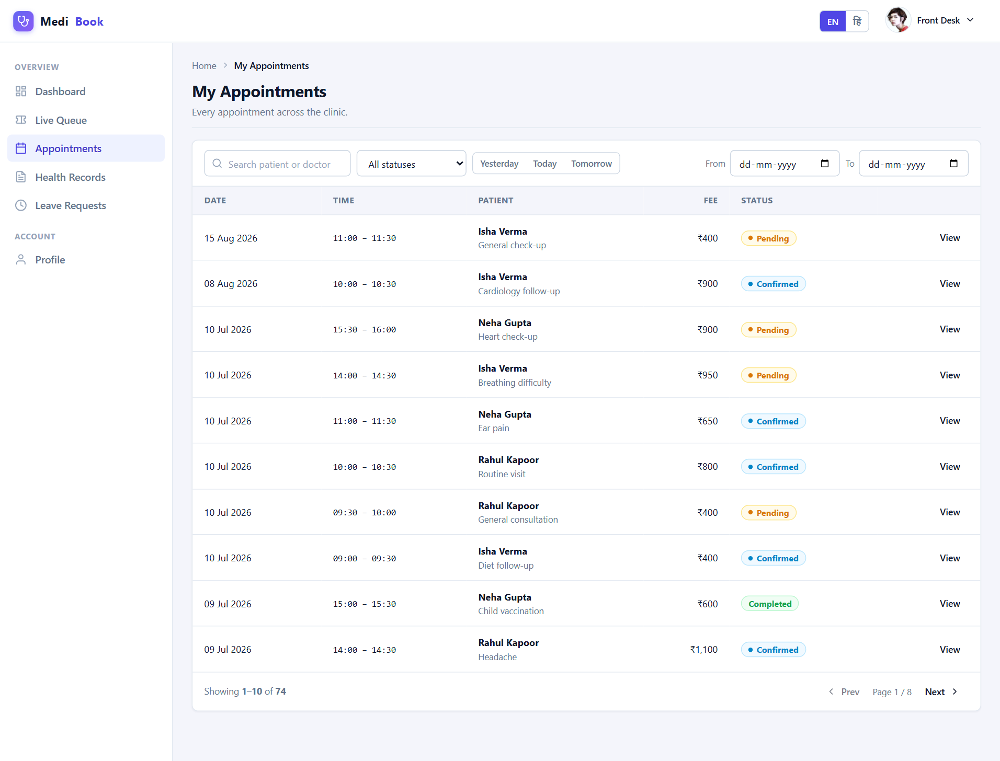 Medi Book
EN हिं Front Desk
OVERVIEW
Dashboard
Live Queue
Appointments
Health Records
Leave Requests
ACCOUNT
Profile
Home > My Appointments
My Appointments
Every appointment across the clinic.
Search patient or doctor All statuses Yesterday Today Tomorrow From dd-mm-yyyy To dd-mm-yyyy
DATE TIME PATIENT FEE STATUS
15 Aug 2026 11:00 – 11:30 Isha Verma ₹400 Pending View
General check-up
08 Aug 2026 10:00 – 10:30 Isha Verma ₹900 Confirmed View
Cardiology follow-up
10 Jul 2026 15:30 – 16:00 Neha Gupta ₹900 Pending View
Heart check-up
10 Jul 2026 14:00 – 14:30 Isha Verma ₹950 Pending View
Breathing difficulty
10 Jul 2026 11:00 – 11:30 Neha Gupta ₹650 Confirmed View
Ear pain
10 Jul 2026 10:00 – 10:30 Rahul Kapoor ₹800 Confirmed View
Routine visit
10 Jul 2026 09:30 – 10:00 Rahul Kapoor ₹400 Pending View
General consultation
10 Jul 2026 09:00 – 09:30 Isha Verma ₹400 Confirmed View
Diet follow-up
09 Jul 2026 15:00 – 15:30 Neha Gupta ₹600 Completed View
Child vaccination
09 Jul 2026 14:00 – 14:30 Rahul Kapoor ₹1,100 Confirmed View
Headache
Showing 1–10 of 74 Prev Page 1 / 8 Next